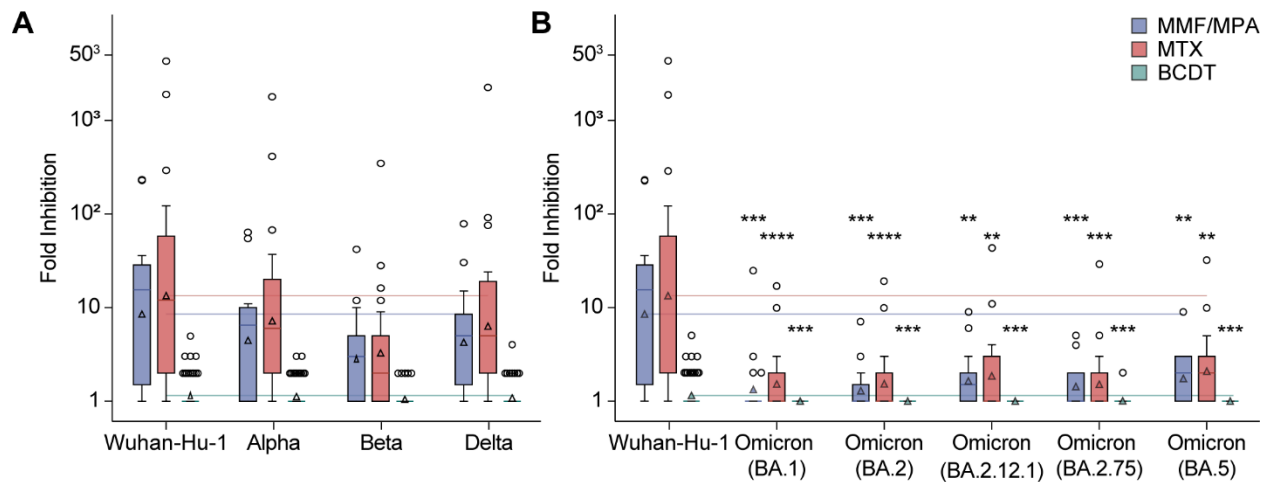 A
Fold Inhibition
50³
10³
10²
10
1
Wuhan-Hu-1 Alpha Beta Delta
B
MMF/MPA
MTX
BCDT
Fold Inhibition
50³
10³
10²
10
1
*** *** ** *** **
**** **** ** *** **
*** *** *** *** ***
Wuhan-Hu-1 Omicron Omicron Omicron Omicron Omicron
(BA.1) (BA.2) (BA.2.12.1) (BA.2.75) (BA.5)